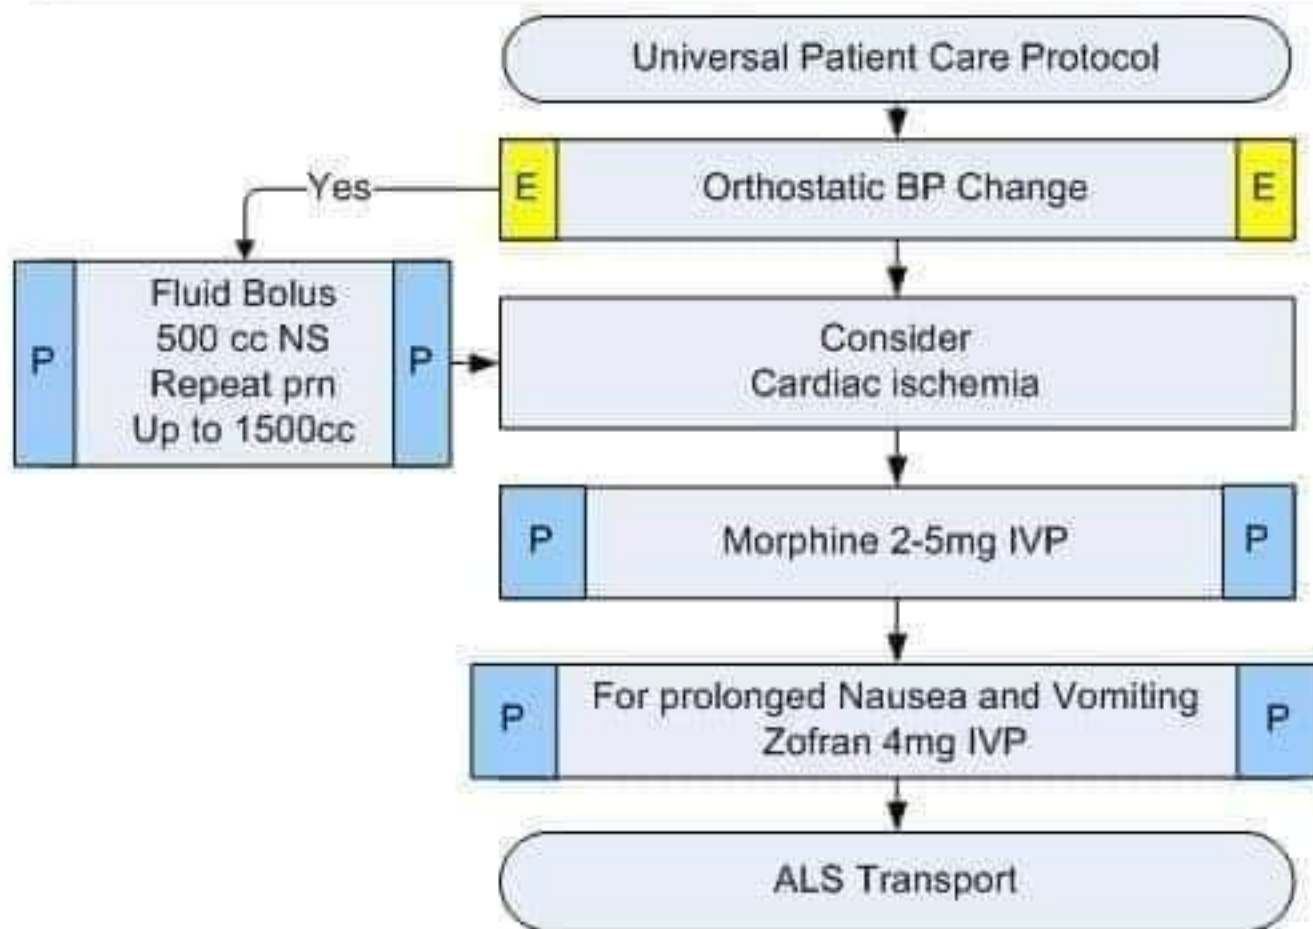 Universal Patient Care Protocol
E
Orthostatic BP Change
E
Yes
P
Fluid Bolus
500 cc NS
Repeat prn
Up to 1500cc
P
Consider
Cardiac ischemia
P
Morphine 2-5mg IVP
P
P
For prolonged Nausea and Vomiting
Zofran 4mg IVP
P
ALS Transport